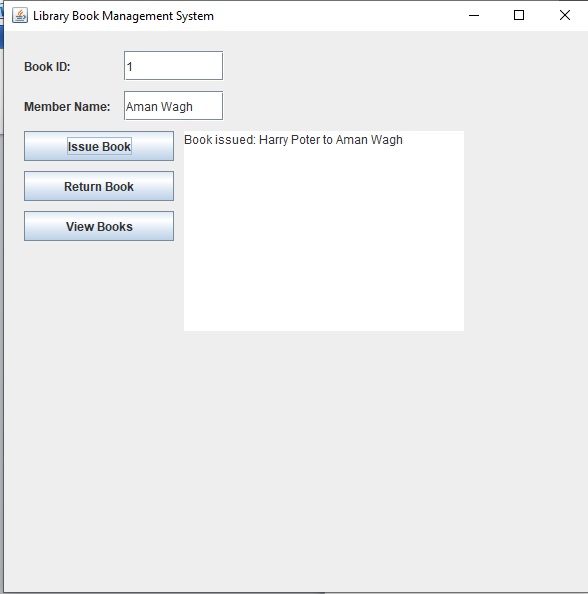 Library Book Management System
Book ID: 1
Member Name: Aman Wagh
Issue Book
Book issued: Harry Poter to Aman Wagh
Return Book
View Books